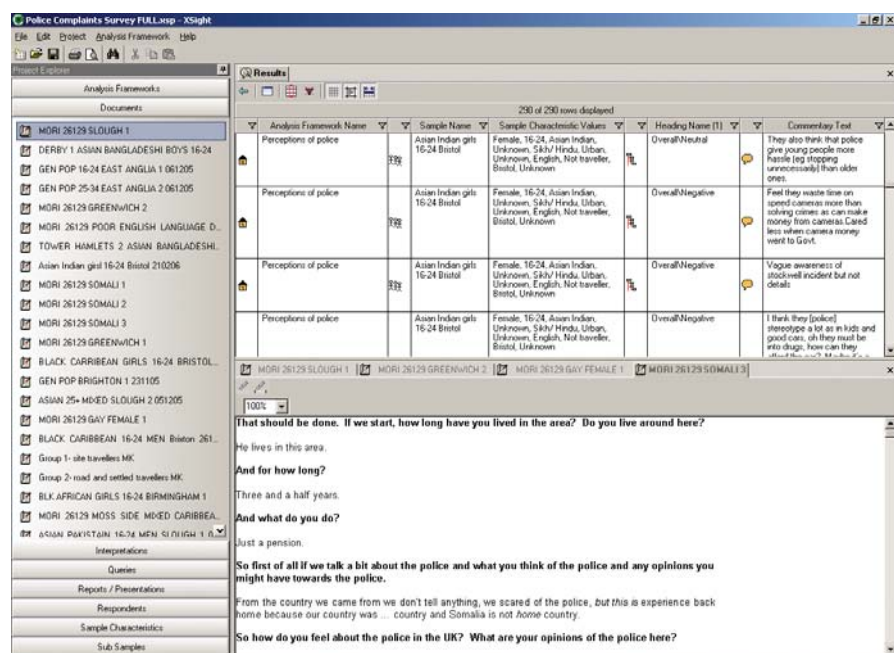 Police Complaints Survey FULL.xsp - XSight
File Edit Project Analysis Framework Help
Project Explorer
Analysis Frameworks
Documents
MORI 26129 SLOUGH 1
DERBY 1 ASIAN BANGLADESHI BOYS 16-24
GEN POP 16-24 EAST ANGLIA 1 061205
GEN POP 25-34 EAST ANGLIA 2 061205
MORI 26129 GREENWICH 2
MORI 26129 POOR ENGLISH LANGUAGE D...
TOWER HAMLETS 2 ASIAN BANGLADESHI...
Asian Indian girsl 16-24 Bristol 210206
MORI 26129 SOMALI 1
MORI 26129 SOMALI 2
MORI 26129 SOMALI 3
MORI 26129 GREENWICH 1
BLACK CARRIBEAN GIRLS 16-24 BRISTOL...
GEN POP BRIGHTON 1 231105
ASIAN 25+ MIXED SLOUGH 2 051205
MORI 26129 GAY FEMALE 1
BLACK CARIBBEAN 16-24 MEN Brixton 261...
Group 1- site travellers MK
Group 2- road and settled travellers MK
BLK AFRICAN GIRLS 16-24 BIRMINGHAM 1
MORI 26129 MOSS SIDE MIXED CARIBBEA...
ASIAN PAKISTAIN 16-24 MEN SLOUGH 1 0...
Interpretations
Queries
Reports / Presentations
Respondents
Sample Characteristics
Sub Samples
Results
290 of 290 rows displayed
Analysis Framework Name Sample Name Sample Characteristic Values Heading Name (1) Commentary Text
Perceptions of police
Asian Indian girls
16-24 Bristol
Female, 16-24, Asian Indian,
Unknown, Sikh/ Hindu, Urban,
Unknown, English, Not traveller,
Bristol, Unknown
Overall\Neutral
They also think that police
give young people more
hassle (eg stopping
unnecessarily) than older
ones.
Perceptions of police
Asian Indian girls
16-24 Bristol
Female, 16-24, Asian Indian,
Unknown, Sikh/ Hindu, Urban,
Unknown, English, Not traveller,
Bristol, Unknown
Overall\Negative
Feel they waste time on
speed cameras more than
solving crimes as can make
money from cameras.Cared
less when camera money
went to Govt.
Perceptions of police
Asian Indian girls
16-24 Bristol
Female, 16-24, Asian Indian,
Unknown, Sikh/ Hindu, Urban,
Unknown, English, Not traveller,
Bristol, Unknown
Overall\Negative
Vague awareness of
stockwell incident but not
details
Perceptions of police
Asian Indian girls
16-24 Bristol
Female, 16-24, Asian Indian,
Unknown, Sikh/ Hindu, Urban,
Unknown, English, Not traveller,
Bristol, Unknown
Overall\Negative
I think they [police]
stereotype a lot as in kids and
good cars, oh they must be
into drugs, how can they
MORI 26129 SLOUGH 1 MORI 26129 GREENWICH 2 MORI 26129 GAY FEMALE 1 MORI 26129 SOMALI 3
100%
That should be done. If we start, how long have you lived in the area? Do you live around here?
He lives in this area.
And for how long?
Three and a half years.
And what do you do?
Just a pension.
So first of all if we talk a bit about the police and what you think of the police and any opinions you
might have towards the police.
From the country we came from we don't tell anything, we scared of the police, but this is experience back
home because our country was ... country and Somalia is not home country.
So how do you feel about the police in the UK? What are your opinions of the police here?